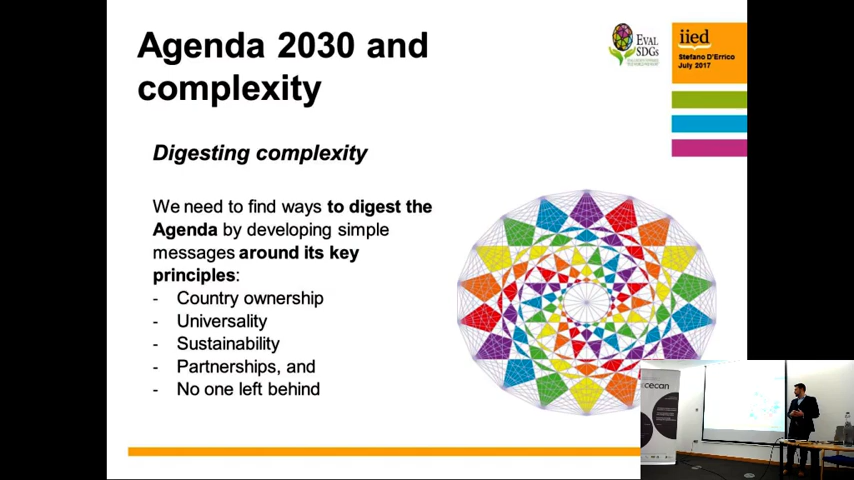 Agenda 2030 and
complexity
EVAL
SDGs
iied
Stefano D'Errico
July 2017
Digesting complexity
We need to find ways to digest the
Agenda by developing simple
messages around its key
principles:
- Country ownership
- Universality
- Sustainability
- Partnerships, and
- No one left behind
cecan